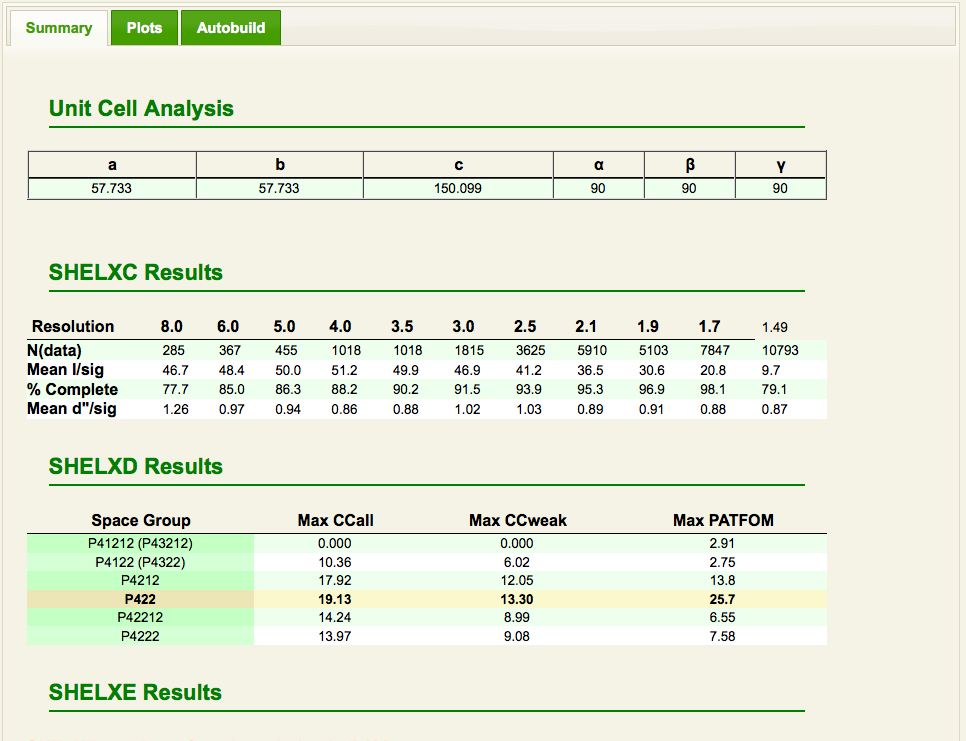 Summary Plots Autobuild
Unit Cell Analysis
a b c α β γ
57.733 57.733 150.099 90 90 90
SHELXC Results
Resolution 8.0 6.0 5.0 4.0 3.5 3.0 2.5 2.1 1.9 1.7 1.49
N(data) 285 367 455 1018 1018 1815 3625 5910 5103 7847 10793
Mean I/sig 46.7 48.4 50.0 51.2 49.9 46.9 41.2 36.5 30.6 20.8 9.7
% Complete 77.7 85.0 86.3 88.2 90.2 91.5 93.9 95.3 96.9 98.1 79.1
Mean d"/sig 1.26 0.97 0.94 0.86 0.88 1.02 1.03 0.89 0.91 0.88 0.87
SHELXD Results
Space Group Max CCall Max CCweak Max PATFOM
P41212 (P43212) 0.000 0.000 2.91
P4122 (P4322) 10.36 6.02 2.75
P4212 17.92 12.05 13.8
P422 19.13 13.30 25.7
P42212 14.24 8.99 6.55
P4222 13.97 9.08 7.58
SHELXE Results